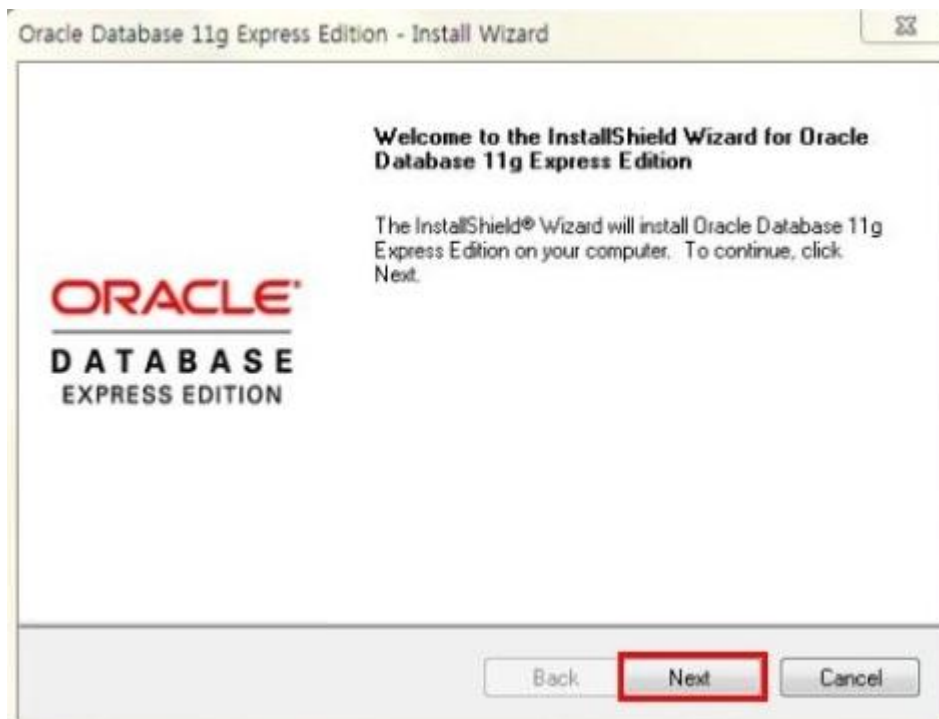 Oracle Database 11g Express Edition - Install Wizard
Welcome to the InstallShield Wizard for Oracle
Database 11g Express Edition
The InstallShield® Wizard will install Oracle Database 11g
Express Edition on your computer. To continue, click
Next.
ORACLE
DATABASE
EXPRESS EDITION
Back
Next
Cancel